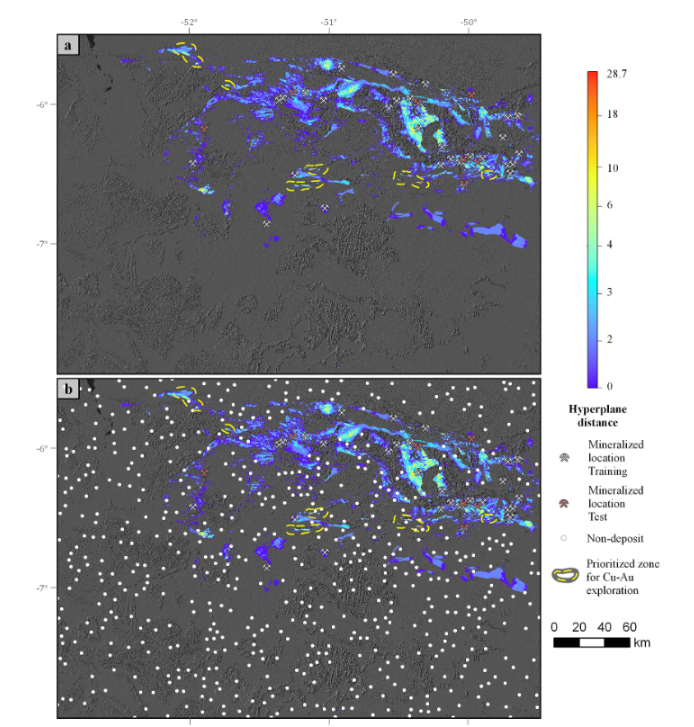 -52°
-51°
-50°
a
-6°
-7°
28.7
18
10
6
4
3
2
0
Hyperplane
distance
b
-6°
-7°
Mineralized
location
Training
Mineralized
location
Test
Non-deposit
Prioritized zone
for Cu-Au
exploration
0 20 40 60
km